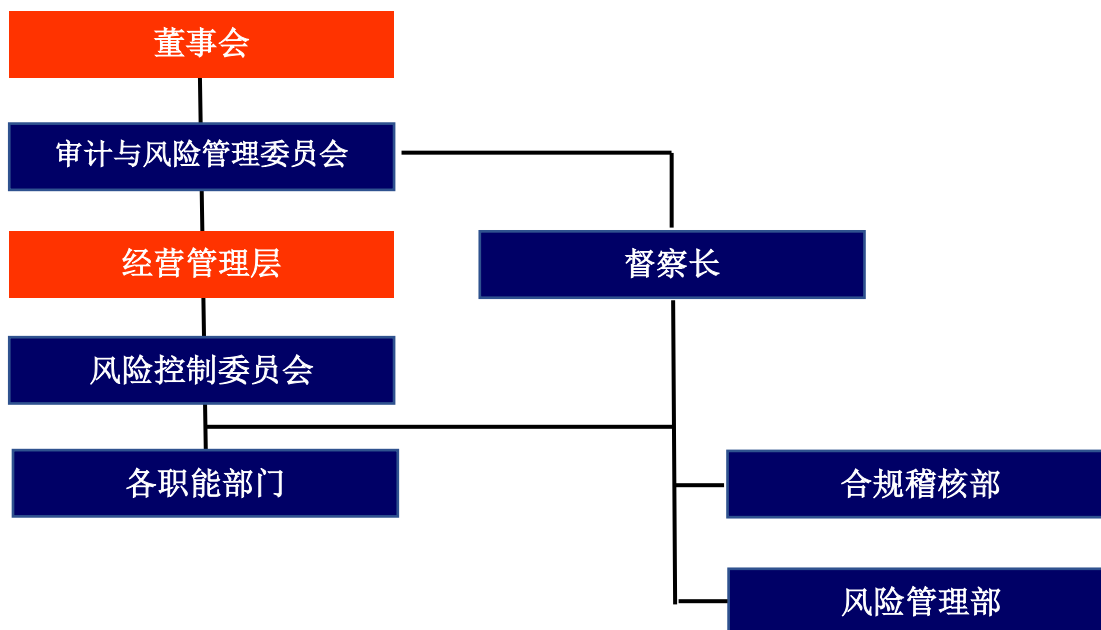 董事会
审计与风险管理委员会
经营管理层
督察长
风险控制委员会
各职能部门
合规稽核部
风险管理部